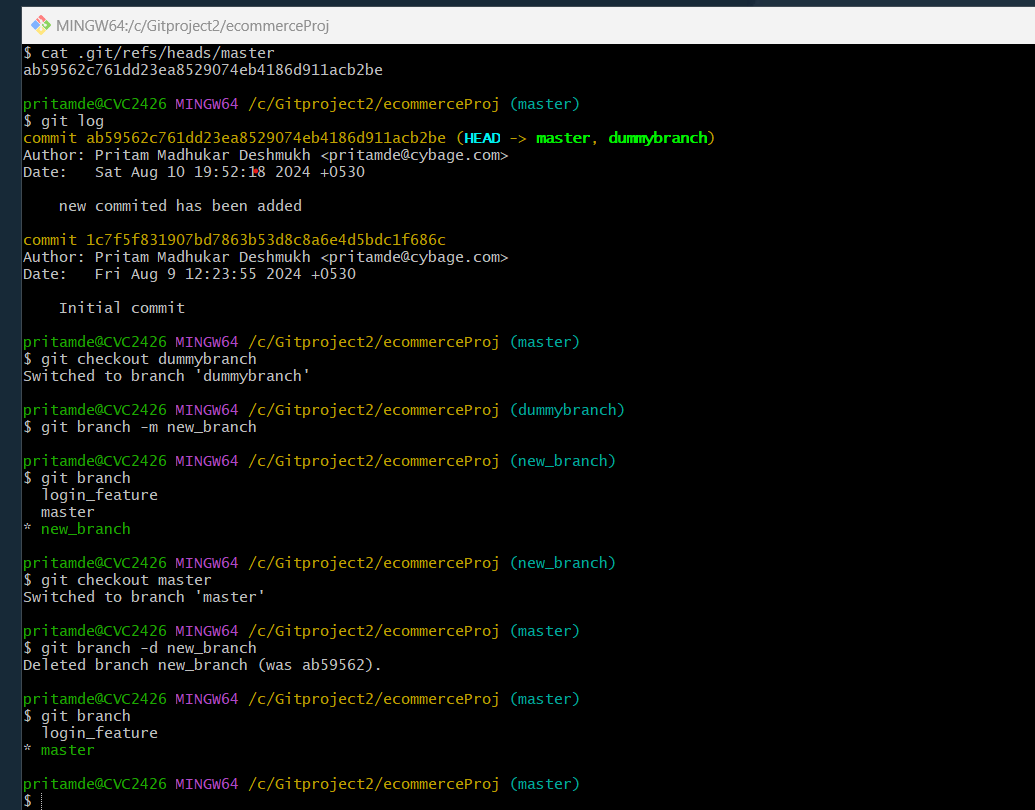 MINGW64:/c/Gitproject2/ecommerceProj
$ cat .git/refs/heads/master
ab59562c761dd23ea8529074eb4186d911acb2be
pritamde@CVC2426 MINGW64 /c/Gitproject2/ecommerceProj (master)
$ git log
commit ab59562c761dd23ea8529074eb4186d911acb2be (HEAD -> master, dummybranch)
Author: Pritam Madhukar Deshmukh <pritamde@cybage.com>
Date:   Sat Aug 10 19:52:18 2024 +0530
    new commited has been added
commit 1c7f5f831907bd7863b53d8c8a6e4d5bdc1f686c
Author: Pritam Madhukar Deshmukh <pritamde@cybage.com>
Date:   Fri Aug 9 12:23:55 2024 +0530
    Initial commit
pritamde@CVC2426 MINGW64 /c/Gitproject2/ecommerceProj (master)
$ git checkout dummybranch
Switched to branch 'dummybranch'
pritamde@CVC2426 MINGW64 /c/Gitproject2/ecommerceProj (dummybranch)
$ git branch -m new_branch
pritamde@CVC2426 MINGW64 /c/Gitproject2/ecommerceProj (new_branch)
$ git branch
  login_feature
  master
* new_branch
pritamde@CVC2426 MINGW64 /c/Gitproject2/ecommerceProj (new_branch)
$ git checkout master
Switched to branch 'master'
pritamde@CVC2426 MINGW64 /c/Gitproject2/ecommerceProj (master)
$ git branch -d new_branch
Deleted branch new_branch (was ab59562).
pritamde@CVC2426 MINGW64 /c/Gitproject2/ecommerceProj (master)
$ git branch
  login_feature
* master
pritamde@CVC2426 MINGW64 /c/Gitproject2/ecommerceProj (master)
$